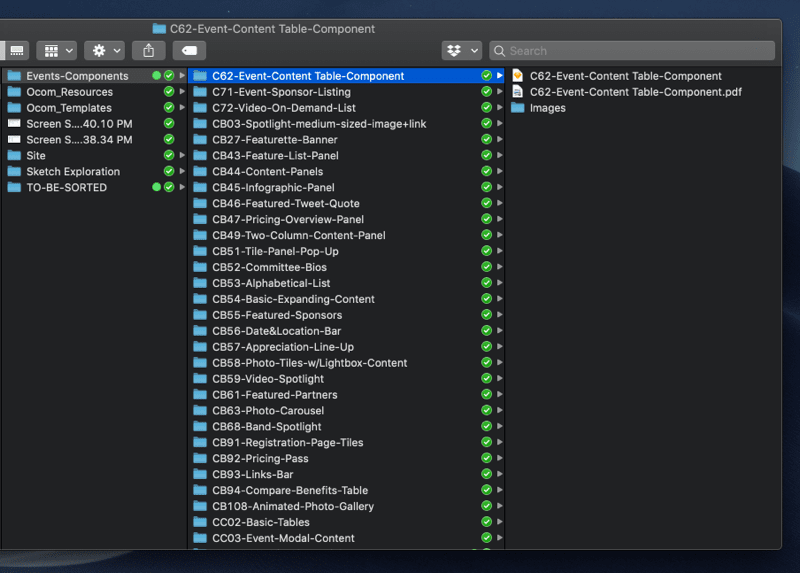 C62-Event-Content Table-Component
Search
Events-Components
Ocom_Resources
Ocom_Templates
Screen S....40.10 PM
Screen S....38.34 PM
Site
Sketch Exploration
TO-BE-SORTED
C62-Event-Content Table-Component
C71-Event-Sponsor-Listing
C72-Video-On-Demand-List
CB03-Spotlight-medium-sized-image+link
CB27-Featurette-Banner
CB43-Feature-List-Panel
CB44-Content-Panels
CB45-Infographic-Panel
CB46-Featured-Tweet-Quote
CB47-Pricing-Overview-Panel
CB49-Two-Column-Content-Panel
CB51-Tile-Panel-Pop-Up
CB52-Committee-Bios
CB53-Alphabetical-List
CB54-Basic-Expanding-Content
CB55-Featured-Sponsors
CB56-Date&Location-Bar
CB57-Appreciation-Line-Up
CB58-Photo-Tiles-w/Lightbox-Content
CB59-Video-Spotlight
CB61-Featured-Partners
CB63-Photo-Carousel
CB68-Band-Spotlight
CB91-Registration-Page-Tiles
CB92-Pricing-Pass
CB93-Links-Bar
CB94-Compare-Benefits-Table
CB108-Animated-Photo-Gallery
CC02-Basic-Tables
CC03-Event-Modal-Content
C62-Event-Content Table-Component
C62-Event-Content Table-Component.pdf
Images